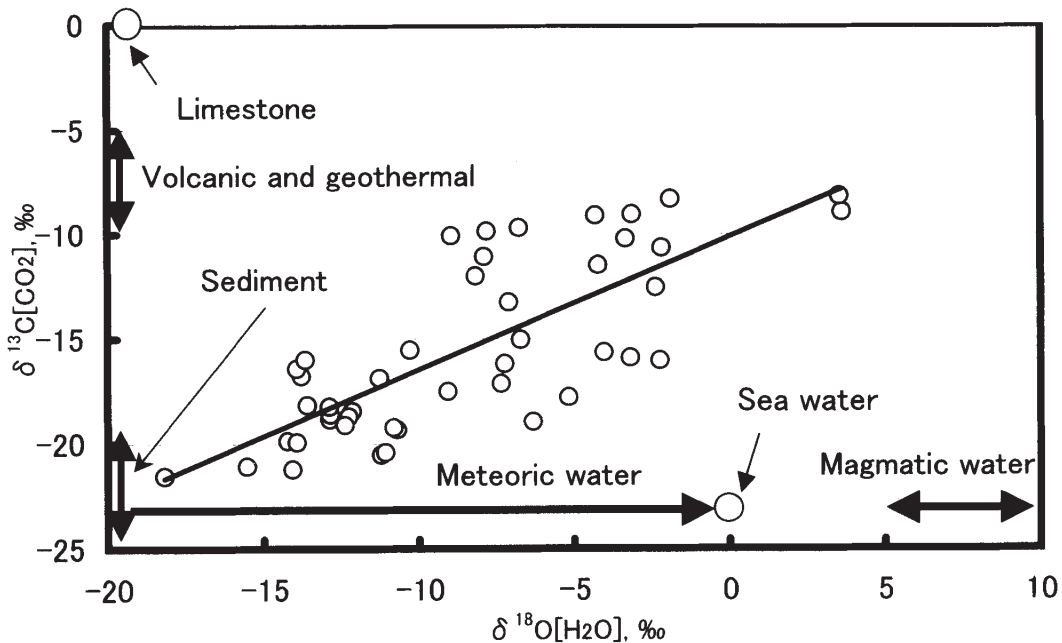 0
Limestone
-5
Volcanic and geothermal
δ ¹³C[CO₂], ‰
-10
Sediment
-15
Sea water
-20
Meteoric water
Magmatic water
-25
-20 -15 -10 -5 0 5 10
δ ¹⁸O[H₂O], ‰